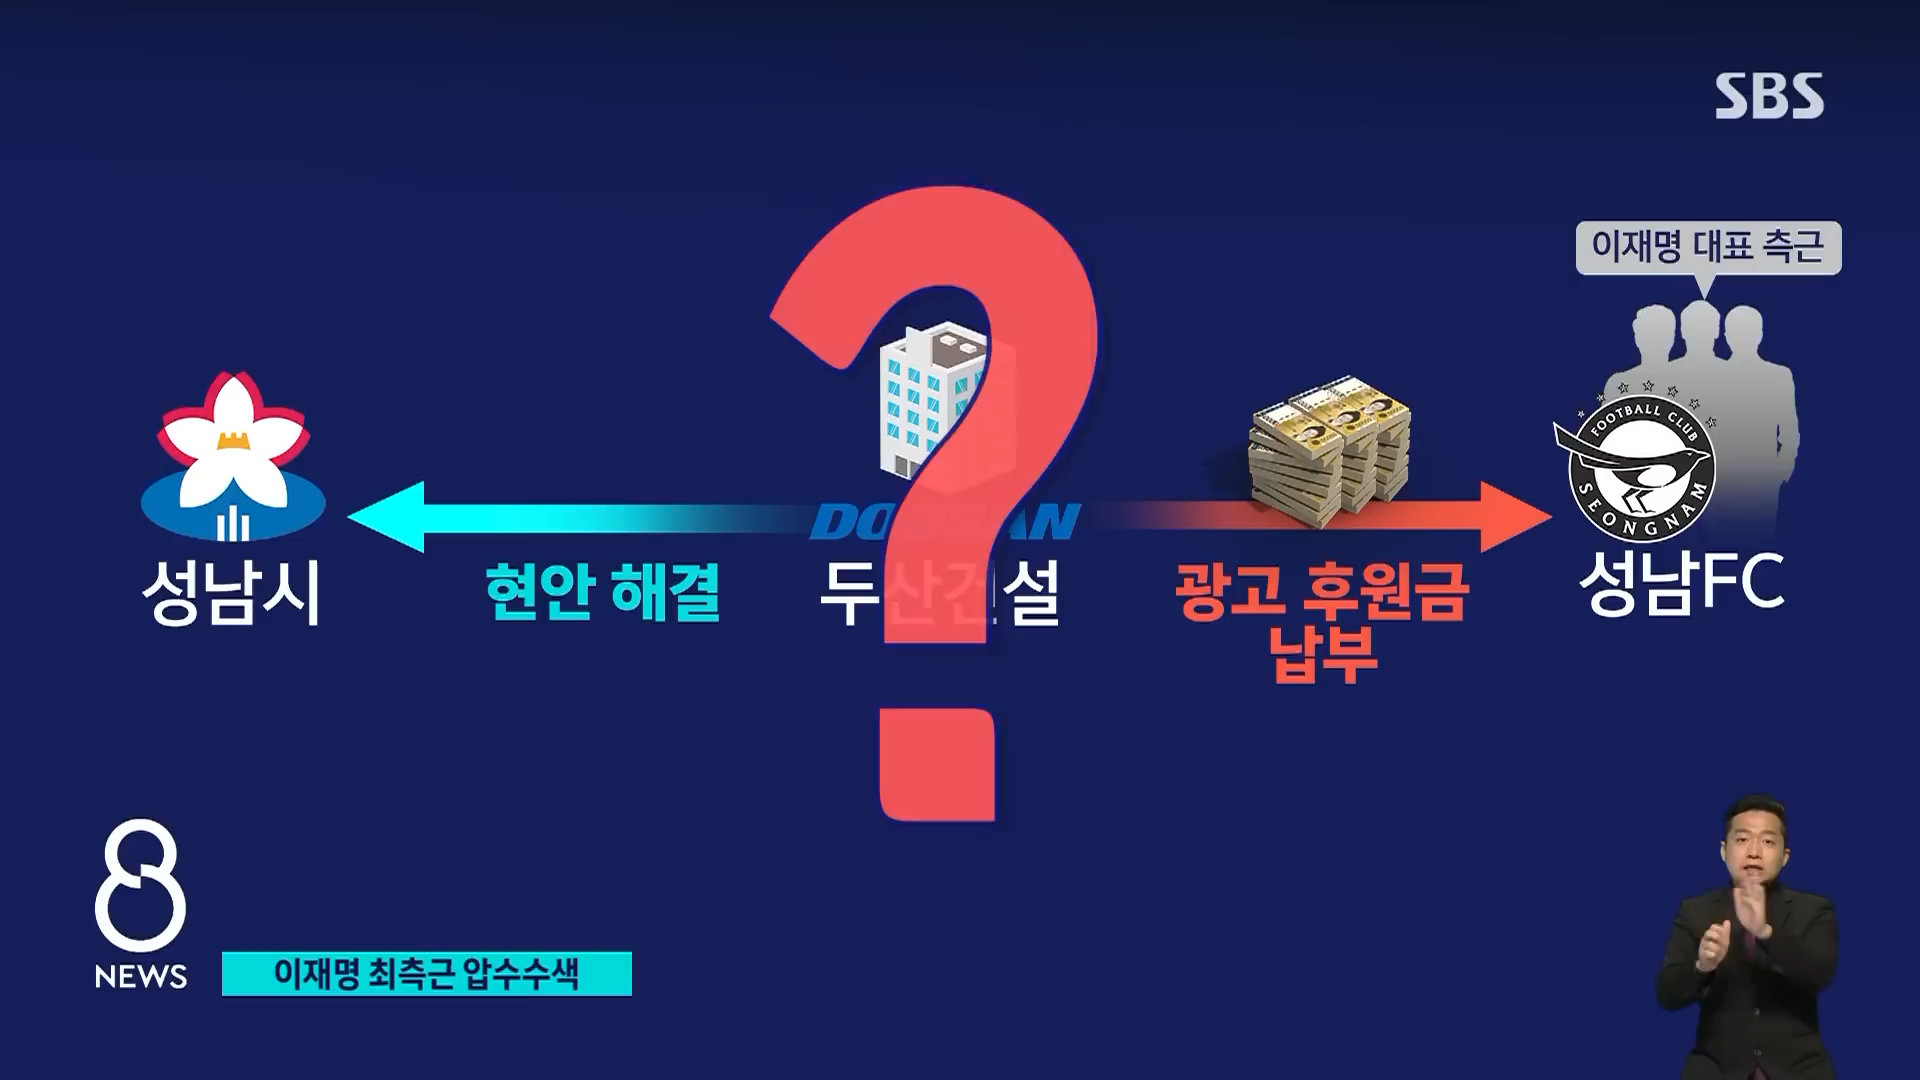 SBS
이재명 대표 측근
FOOTBALL CLUB
SEONGNAM
성남시
현안 해결
두산건설
광고 후원금
납부
성남FC
8
NEWS
이재명 최측근 압수수색